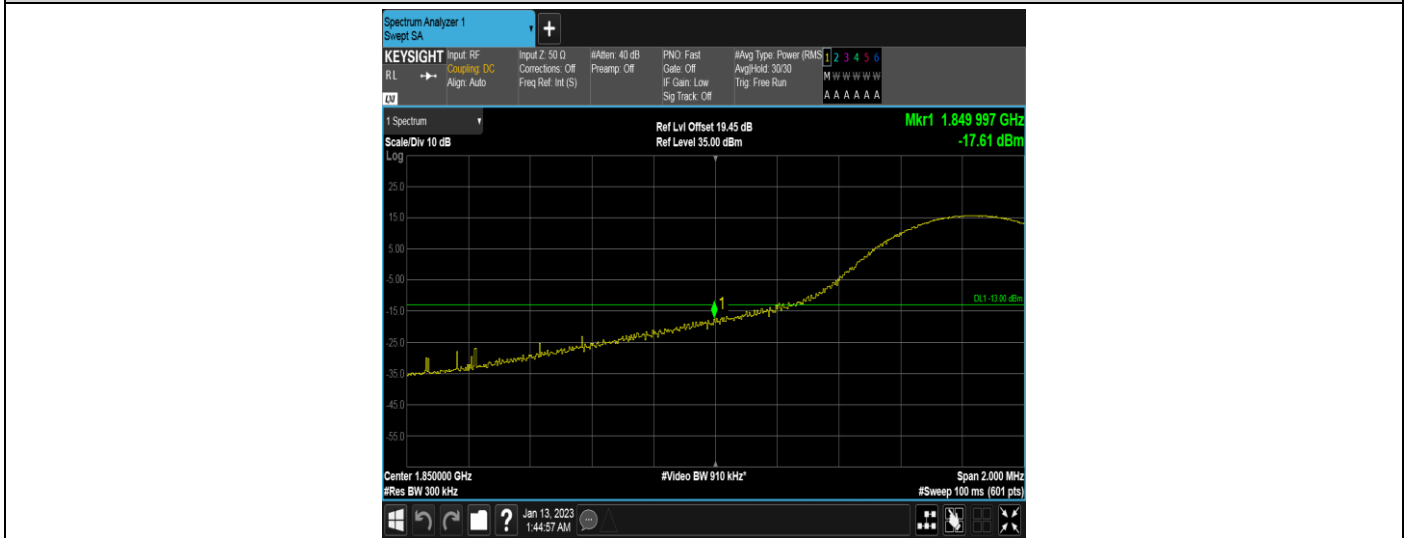 Spectrum Analyzer 1
Swept SA
+
KEYSIGHT
RL
LXI
Input: RF
Coupling: DC
Align: Auto
Input Z: 50 Ω
Corrections: Off
Freq Ref: Int (S)
#Atten: 40 dB
Preamp: Off
PNO: Fast
Gate: Off
IF Gain: Low
Sig Track: Off
#Avg Type: Power (RMS
Avg|Hold: 30/30
Trig: Free Run
1 2 3 4 5 6
M W W W W W
A A A A A A
1 Spectrum
Scale/Div 10 dB
Ref Lvl Offset 19.45 dB
Ref Level 35.00 dBm
Mkr1 1.849 997 GHz
-17.61 dBm
Log
25.0
15.0
5.00
-5.00
-15.0
-25.0
-35.0
-45.0
-55.0
1
DL1 -13.00 dBm
Center 1.850000 GHz
#Res BW 300 kHz
#Video BW 910 kHz*
Span 2.000 MHz
#Sweep 100 ms (601 pts)
?
Jan 13, 2023
1:44:57 AM